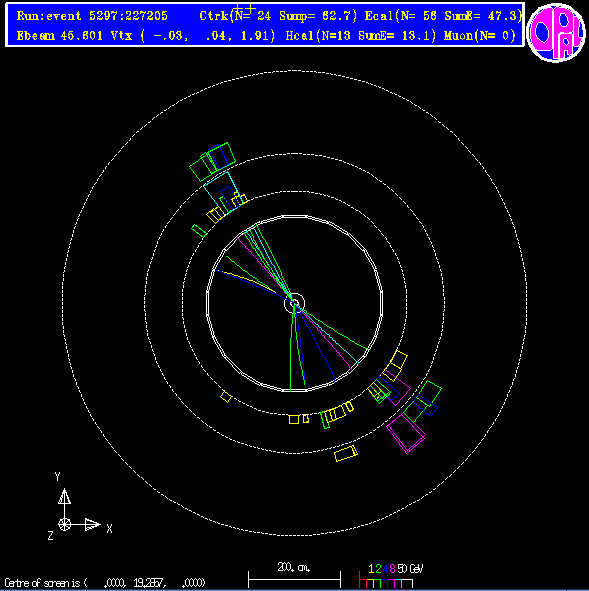 Run:event 5297:227205 Ctrk(N= 24 Sump= 62.7) Ecal(N= 56 SumE= 47.3)
Ebeam 45.601 Vtx ( -.03, .04, 1.91) Hcal(N=13 SumE= 13.1) Muon(N= 0)
OPAL
Y
X
Z
200. cm.
1 2 4 8 50 GeV
Centre of screen is ( .0000, 19.2857, .0000)